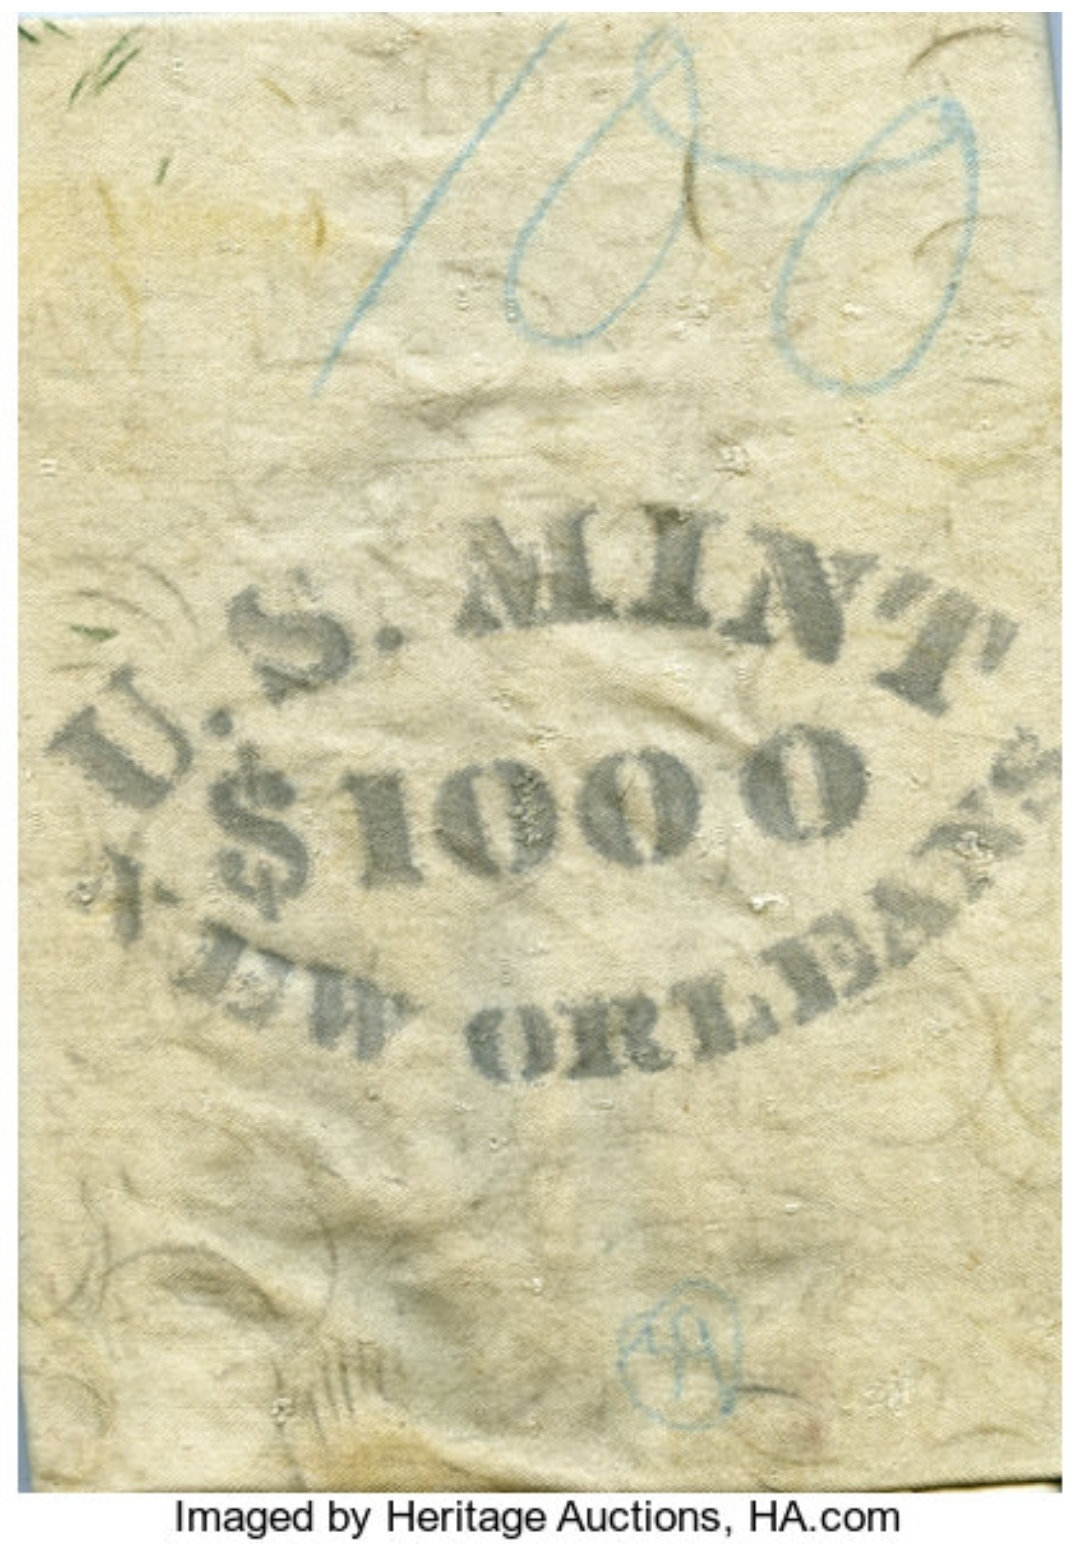 100
U.S. MINT
$1000
NEW ORLEANS
Imaged by Heritage Auctions, HA.com